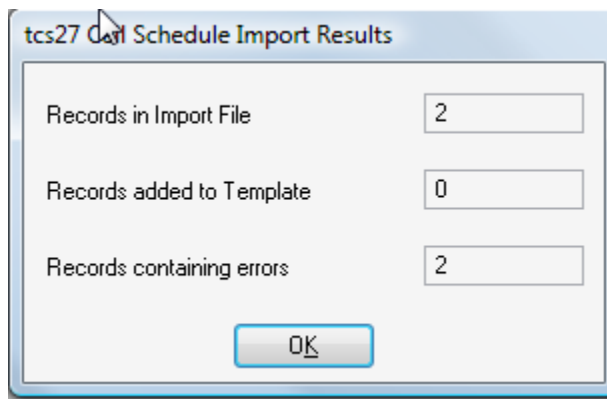 tcs27 Schedule Import Results
Records in Import File 2
Records added to Template 0
Records containing errors 2
OK